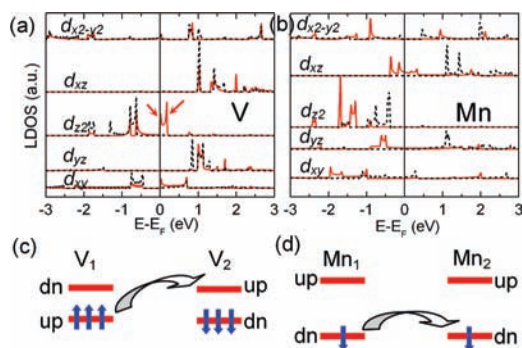 (a)
V
d_{x2-y2}
d_{xz}
d_{z2}
d_{yz}
d_{xy}
LDOS (a.u.)
-3 -2 -1 0 1 2 3
E-E_F (eV)
(b)
Mn
d_{x2-y2}
d_{xz}
d_{z2}
d_{yz}
d_{xy}
-3 -2 -1 0 1 2 3
E-E_F (eV)
(c)
V_1 V_2
dn up
up dn
(d)
Mn_1 Mn_2
up up
dn dn